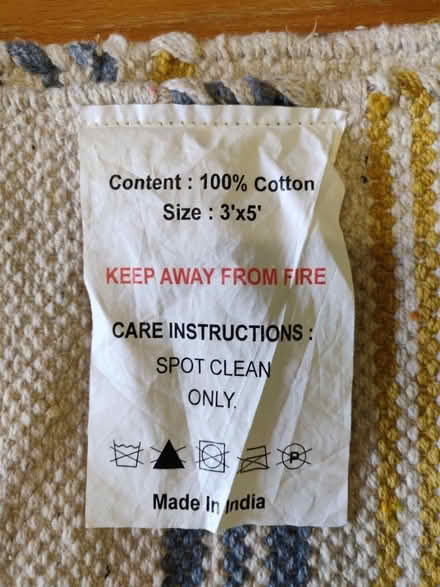 Content : 100% Cotton
Size : 3'x5'
KEEP AWAY FROM FIRE
CARE INSTRUCTIONS :
SPOT CLEAN
ONLY.
P
Made In India